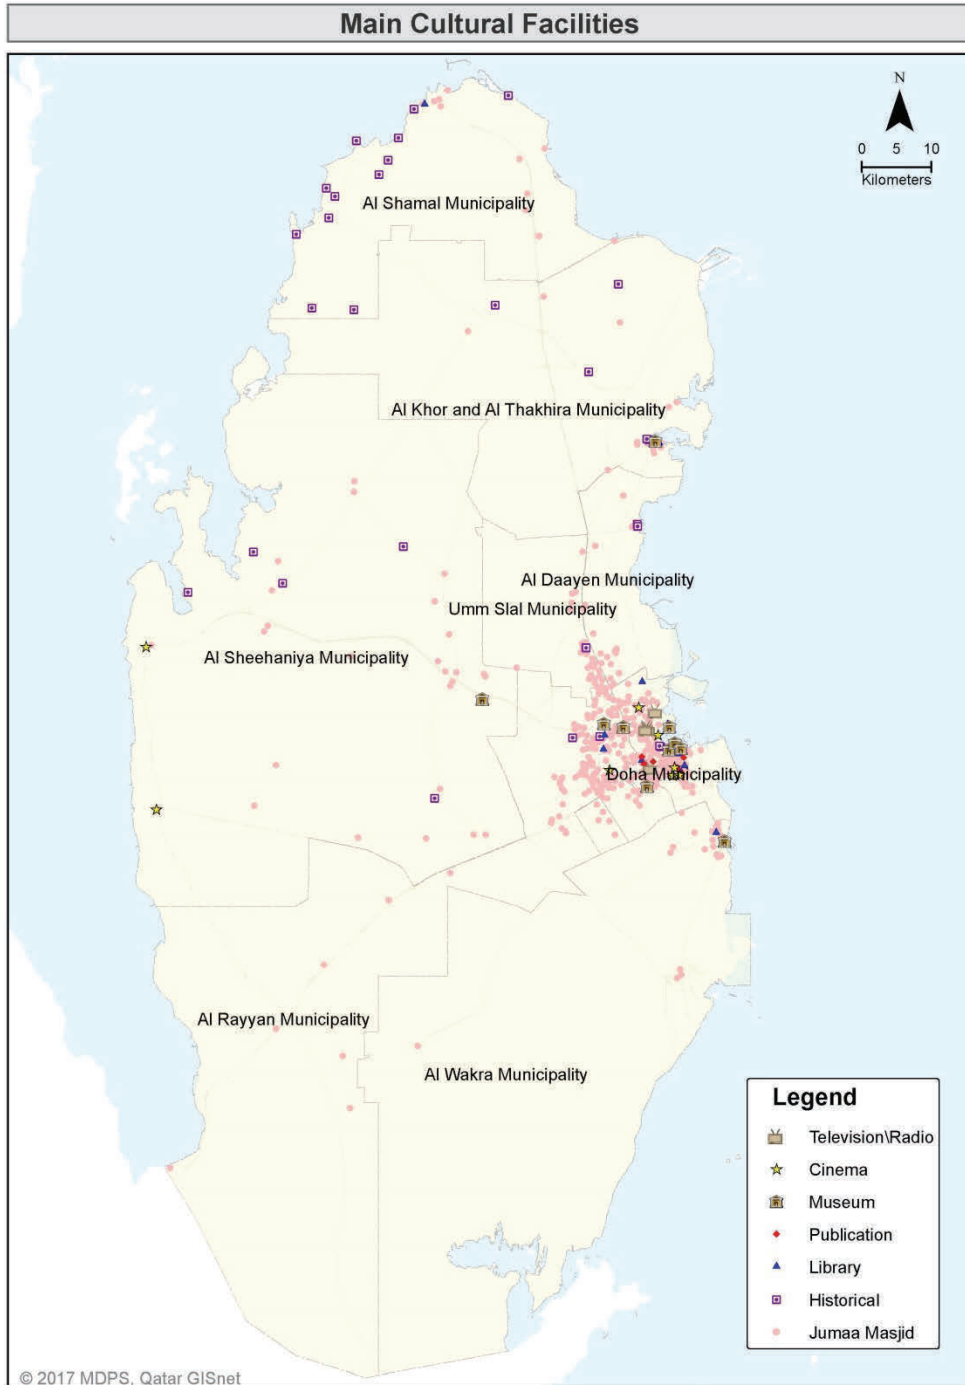 Main Cultural Facilities
N
0 5 10
Kilometers
Al Shamal Municipality
Al Khor and Al Thakhira Municipality
Al Daayen Municipality
Umm Slal Municipality
Al Sheehaniya Municipality
Doha Municipality
Al Rayyan Municipality
Al Wakra Municipality
Legend
Television\Radio
Cinema
Museum
Publication
Library
Historical
Jumaa Masjid
© 2017 MDPS, Qatar GISnet